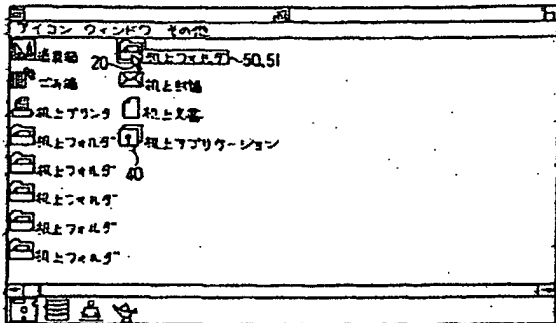 アイコン ウィンドウ その他
道具箱 20 机上フォルダ 50,51
ごみ箱 机上封筒
机上プリンタ 机上文書
机上フォルダ 机上アプリケーション
机上フォルダ 40
机上フォルダ
机上フォルダ
机上フォルダ